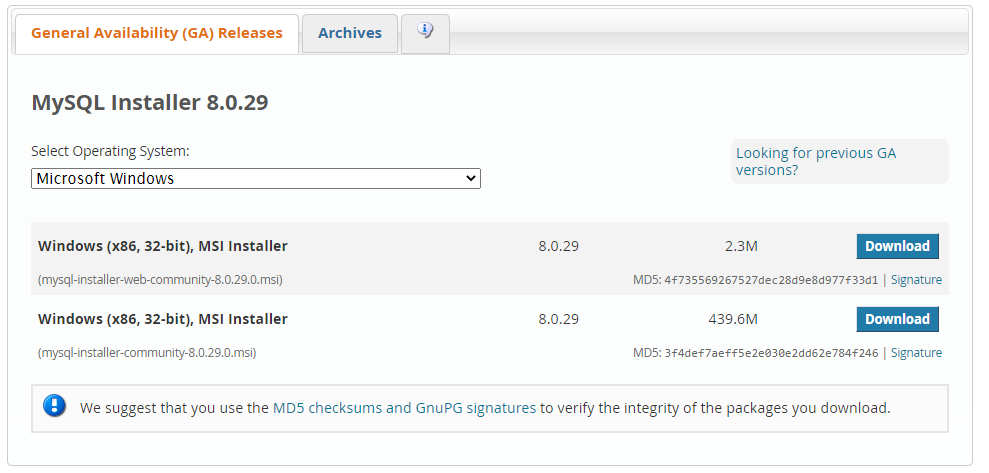 General Availability (GA) Releases
Archives
MySQL Installer 8.0.29
Select Operating System:
Microsoft Windows
Looking for previous GA
versions?
Windows (x86, 32-bit), MSI Installer 8.0.29 2.3M Download
(mysql-installer-web-community-8.0.29.0.msi) MD5: 4f735569267527dec28d9e8d977f33d1 | Signature
Windows (x86, 32-bit), MSI Installer 8.0.29 439.6M Download
(mysql-installer-community-8.0.29.0.msi) MD5: 3f4def7aeff5e2e030e2dd62e784f246 | Signature
We suggest that you use the MD5 checksums and GnuPG signatures to verify the integrity of the packages you download.